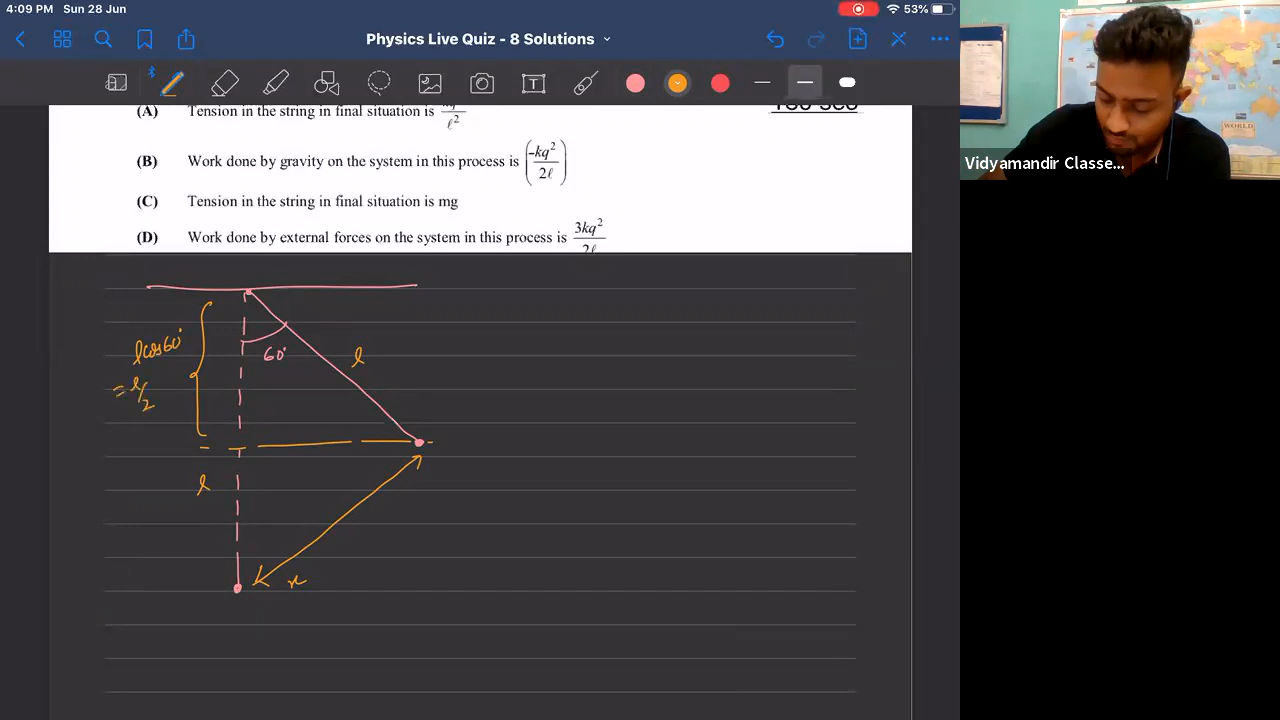 4:09 PM Sun 28 Jun
53%
Physics Live Quiz - 8 Solutions
(A) Tension in the string in final situation is kq²/ℓ²
(B) Work done by gravity on the system in this process is (-kq²/2ℓ)
(C) Tension in the string in final situation is mg
(D) Work done by external forces on the system in this process is 3kq²/2ℓ
WORLD
Vidyamandir Classe...
60°
l
lcos60°
= l/2
l
x